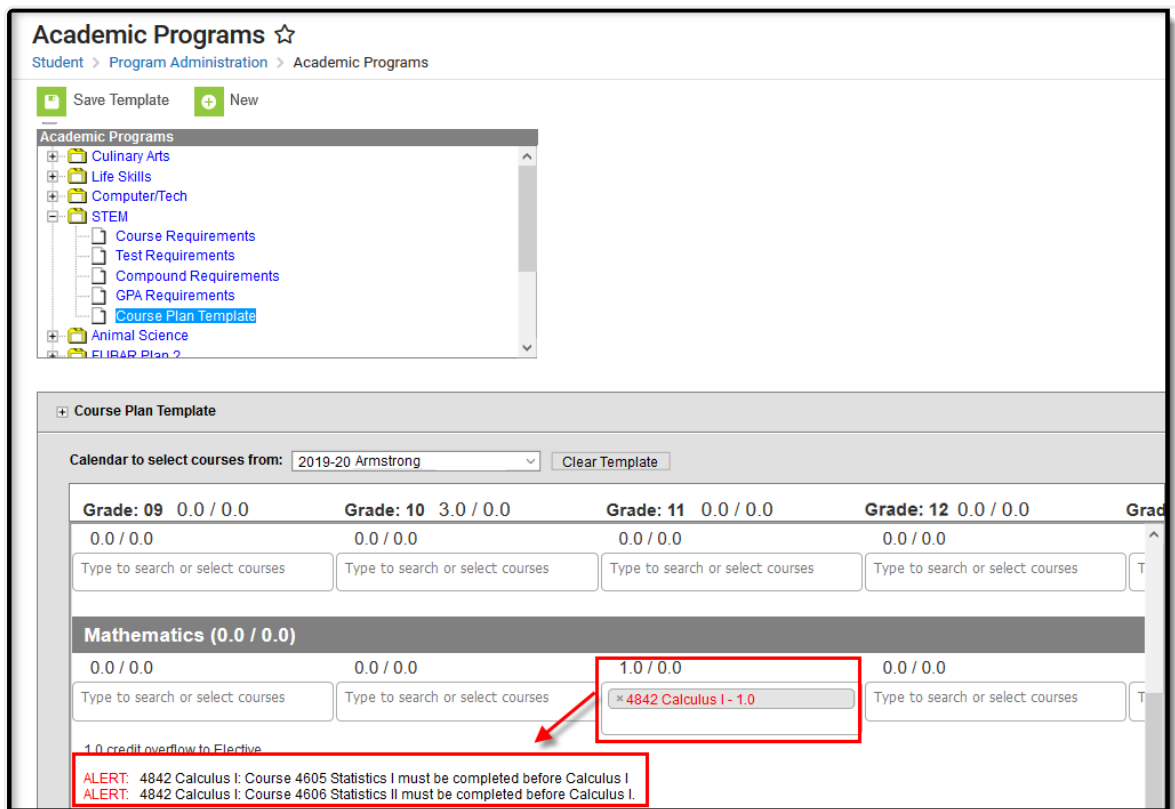 Academic Programs
Student > Program Administration > Academic Programs
Save Template New
Academic Programs
Culinary Arts
Life Skills
Computer/Tech
STEM
Course Requirements
Test Requirements
Compound Requirements
GPA Requirements
Course Plan Template
Animal Science
FUBAR Plan 2
Course Plan Template
Calendar to select courses from: 2019-20 Armstrong Clear Template
Grade: 09 0.0 / 0.0 Grade: 10 3.0 / 0.0 Grade: 11 0.0 / 0.0 Grade: 12 0.0 / 0.0 Grad
0.0 / 0.0 0.0 / 0.0 0.0 / 0.0 0.0 / 0.0
Type to search or select courses Type to search or select courses Type to search or select courses Type to search or select courses T
Mathematics (0.0 / 0.0)
0.0 / 0.0 0.0 / 0.0 1.0 / 0.0 0.0 / 0.0
Type to search or select courses Type to search or select courses ×4842 Calculus I - 1.0 Type to search or select courses T
1.0 credit overflow to Elective
ALERT: 4842 Calculus I: Course 4605 Statistics I must be completed before Calculus I
ALERT: 4842 Calculus I: Course 4606 Statistics II must be completed before Calculus I.